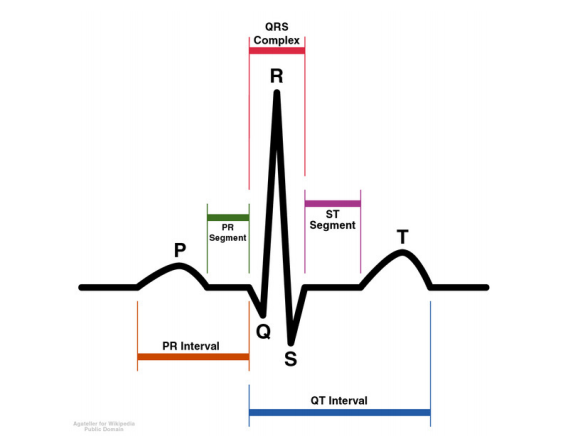 QRS
Complex
R
PR
Segment
ST
Segment
P
T
Q
S
PR Interval
QT Interval
Agateller for Wikipedia
Public Domain